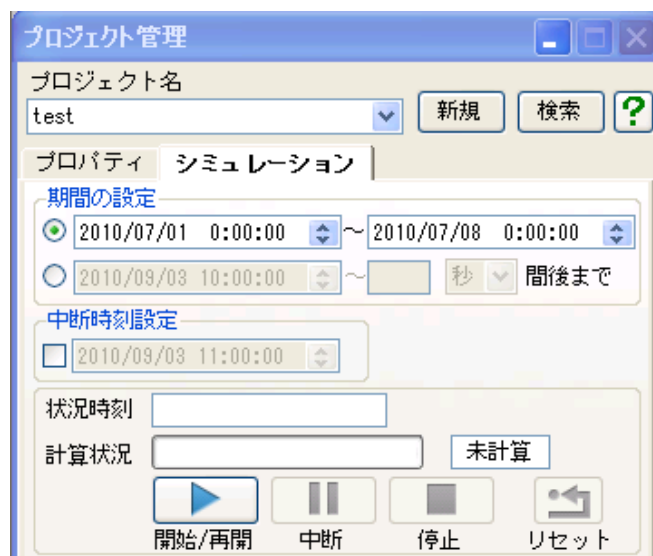 プロジェクト管理
プロジェクト名
test 新規 検索 ?
プロパティ シミュレーション
期間の設定
2010/07/01 0:00:00 ～ 2010/07/08 0:00:00
2010/09/03 10:00:00 ～ 秒 間後まで
中断時刻設定
2010/09/03 11:00:00
状況時刻
計算状況 未計算
開始/再開 中断 停止 リセット